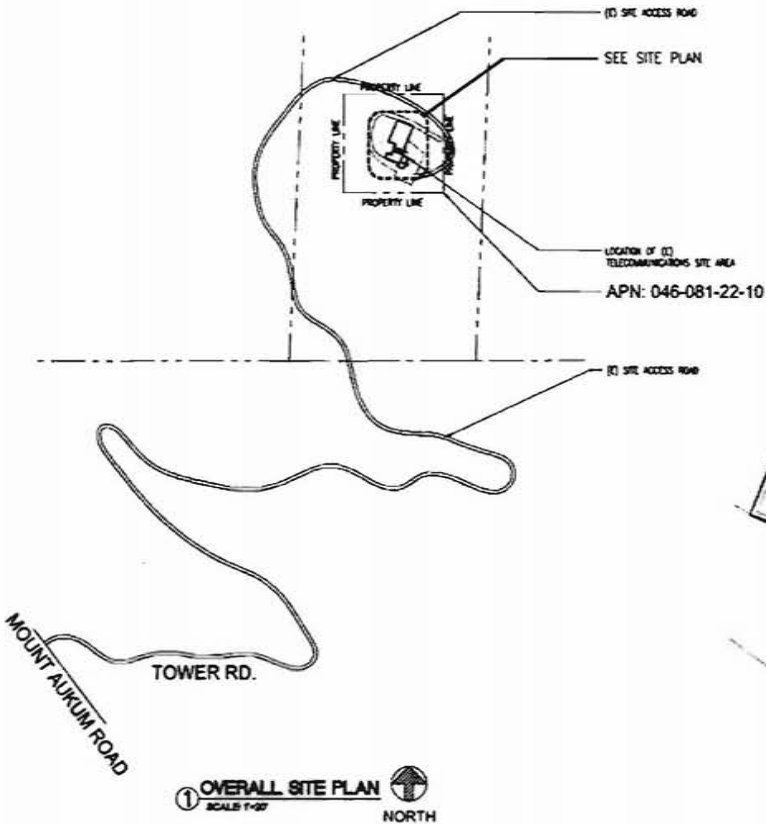 (E) SITE ACCESS ROAD
SEE SITE PLAN
PROPERTY LINE
PROPERTY LINE
PROPERTY LINE
PROPERTY LINE
LOCATION OF (E)
TELECOMMUNICATIONS SITE AREA
APN: 046-081-22-10
(E) SITE ACCESS ROAD
MOUNT AUKUM ROAD
TOWER RD.
1 OVERALL SITE PLAN
SCALE:
NORTH